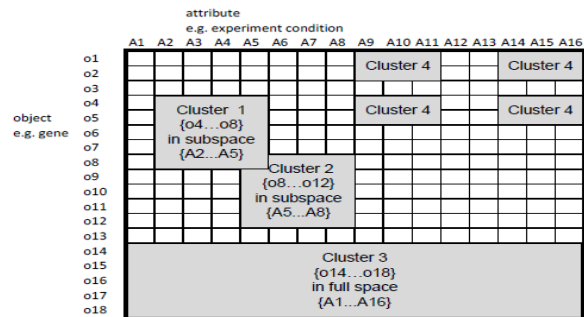 attribute
e.g. experiment condition
A1 A2 A3 A4 A5 A6 A7 A8 A9 A10 A11 A12 A13 A14 A15 A16
o1
o2
o3
o4
o5
o6
o7
o8
o9
o10
o11
o12
o13
o14
o15
o16
o17
o18
object
e.g. gene
Cluster 4 Cluster 4
Cluster 4 Cluster 4
Cluster 1
{o4...o8}
in subspace
{A2...A5}
Cluster 2
{o8...o12}
in subspace
{A5...A8}
Cluster 3
{o14...o18}
in full space
{A1...A16}